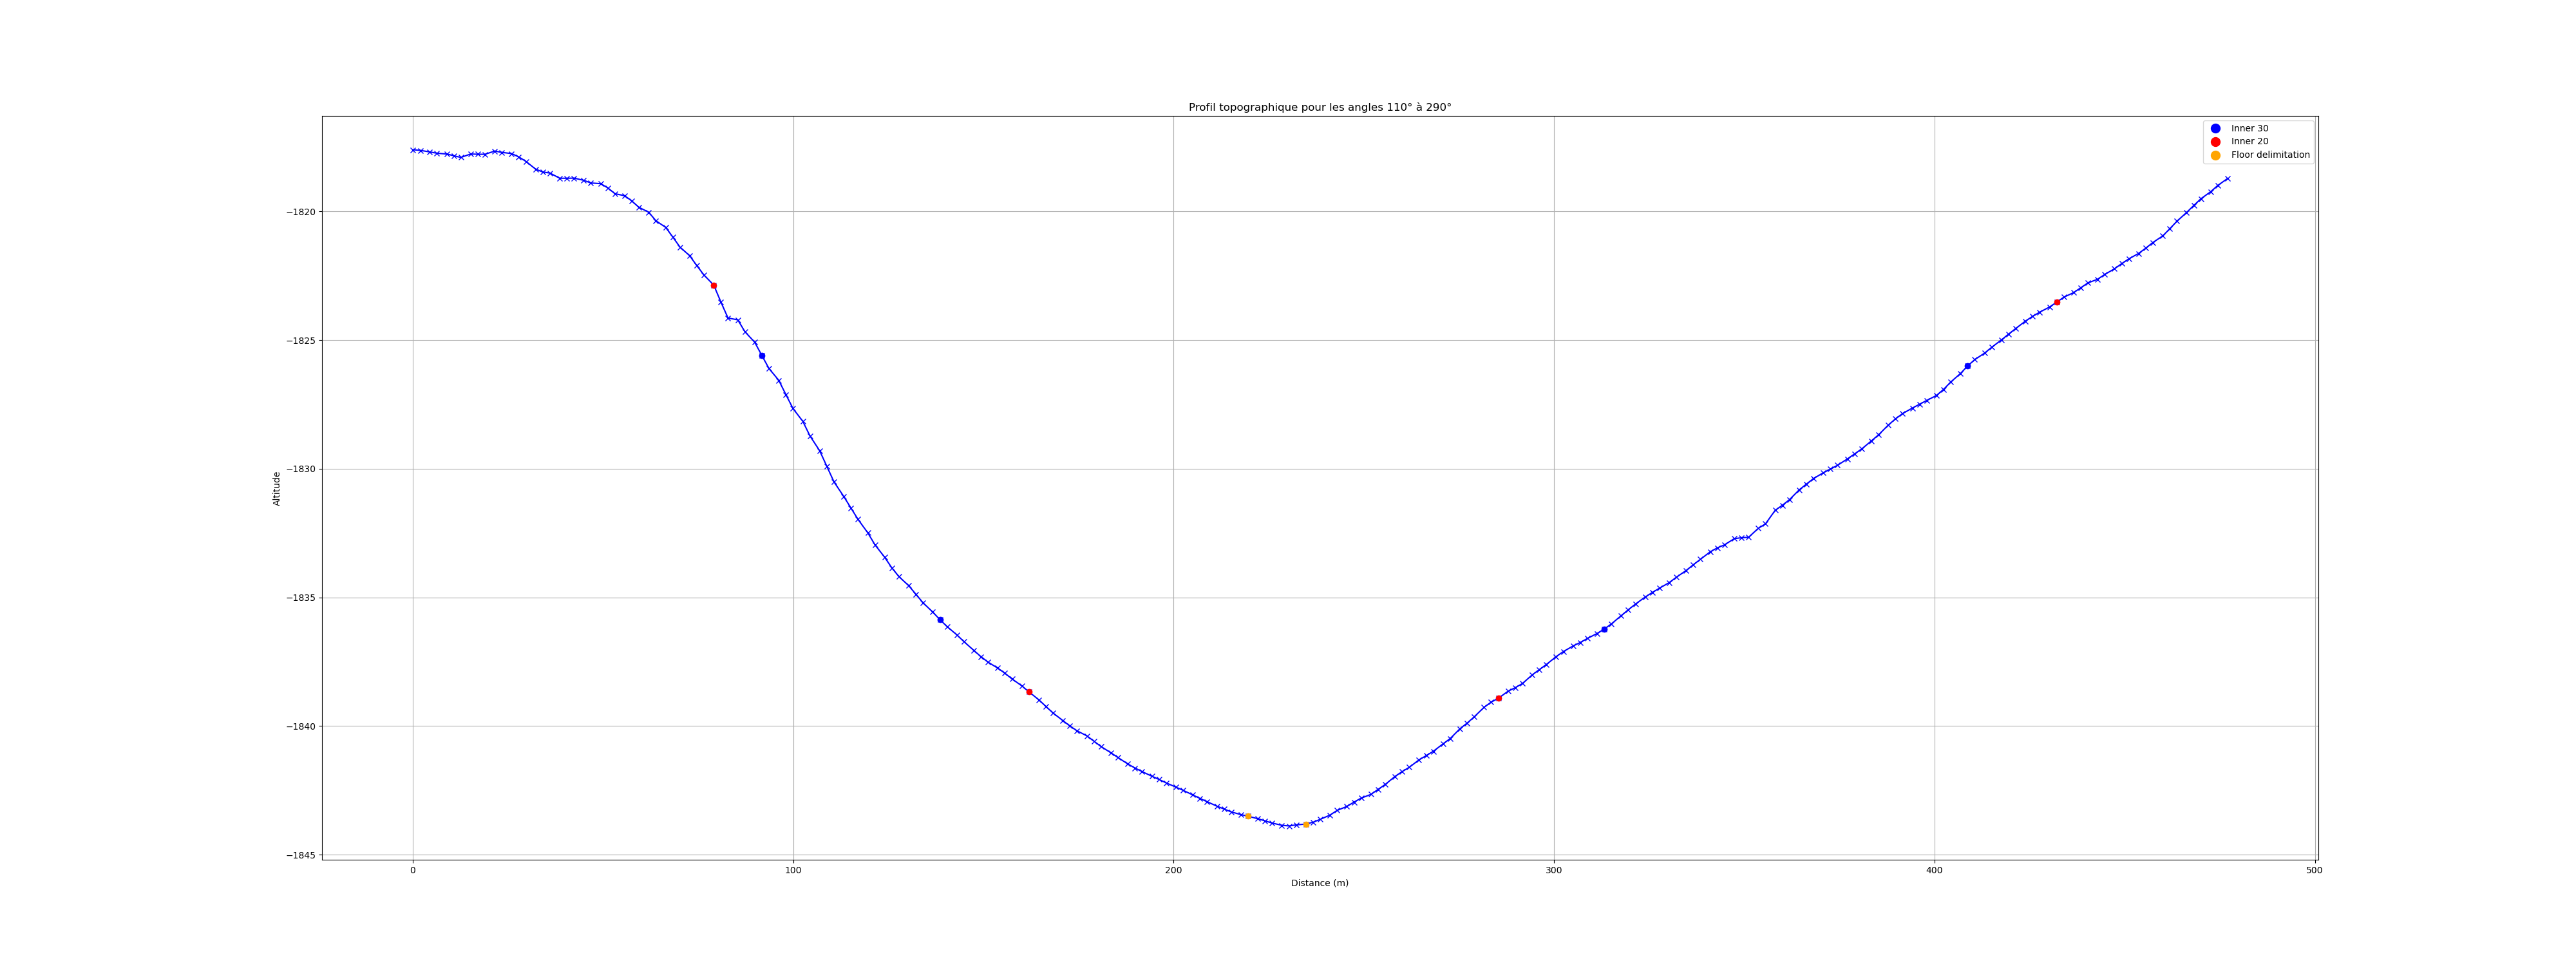 Profil topographique pour les angles 110° à 290°
Inner 30
Inner 20
Floor delimitation
−1820
−1825
−1830
−1835
−1840
−1845
Altitude
0 100 200 300 400 500
Distance (m)